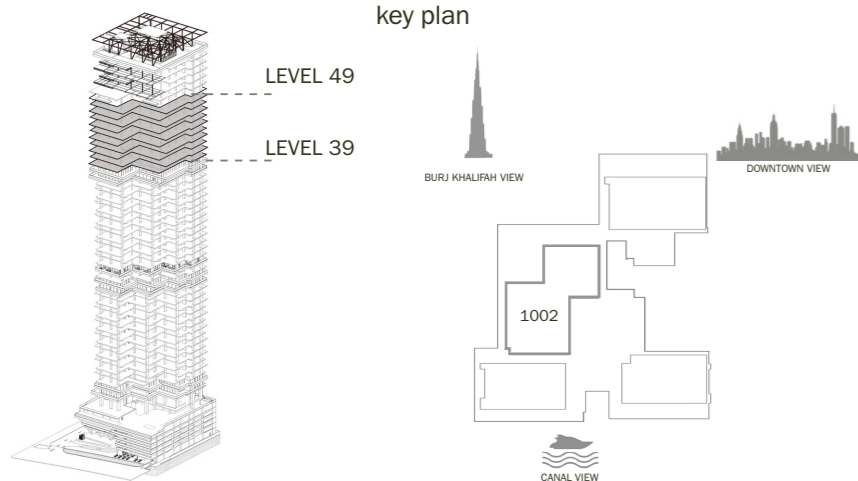 key plan
LEVEL 49
LEVEL 39
BURJ KHALIFAH VIEW
DOWNTOWN VIEW
1002
CANAL VIEW